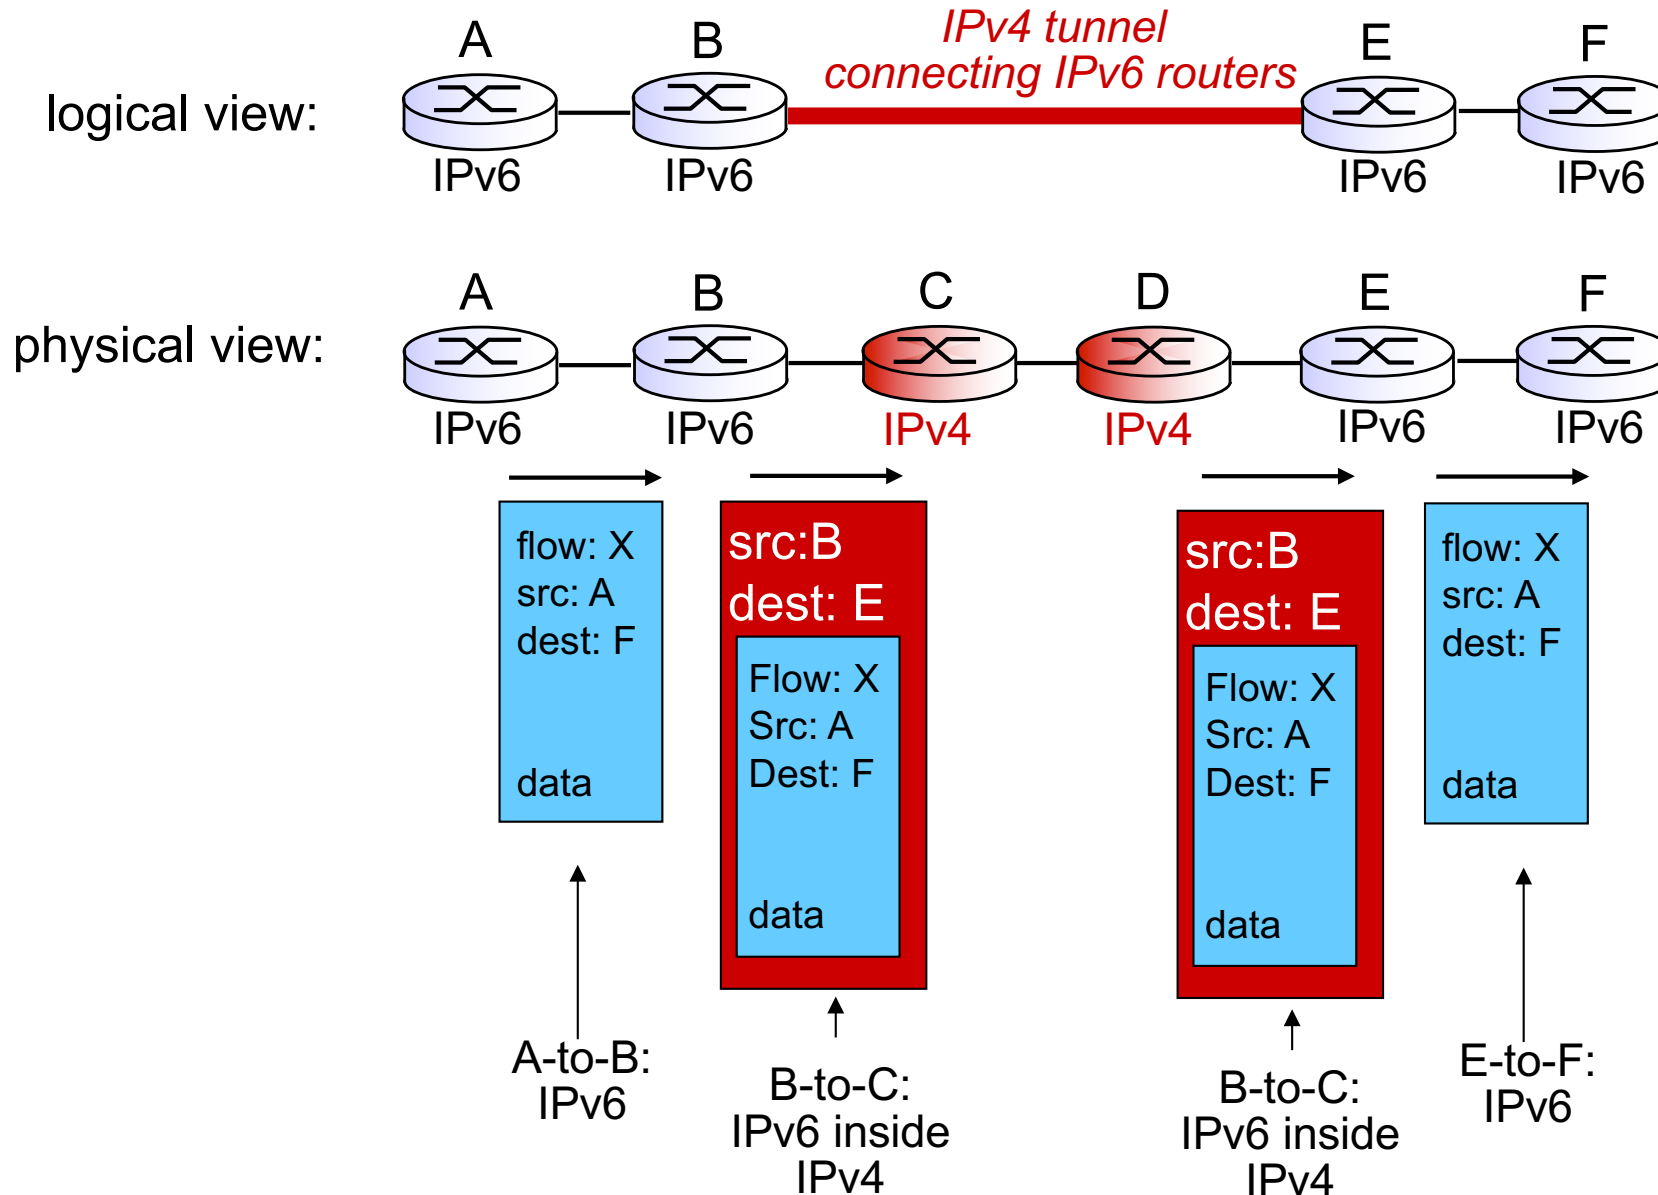 A
B
IPv4 tunnel
connecting IPv6 routers
E
F
logical view:
IPv6
IPv6
IPv6
IPv6
A
B
C
D
E
F
physical view:
IPv6
IPv6
IPv4
IPv4
IPv6
IPv6
flow: X
src: A
dest: F
data
src:B
dest: E
Flow: X
Src: A
Dest: F
data
src:B
dest: E
Flow: X
Src: A
Dest: F
data
flow: X
src: A
dest: F
data
A-to-B:
IPv6
B-to-C:
IPv6 inside
IPv4
B-to-C:
IPv6 inside
IPv4
E-to-F:
IPv6